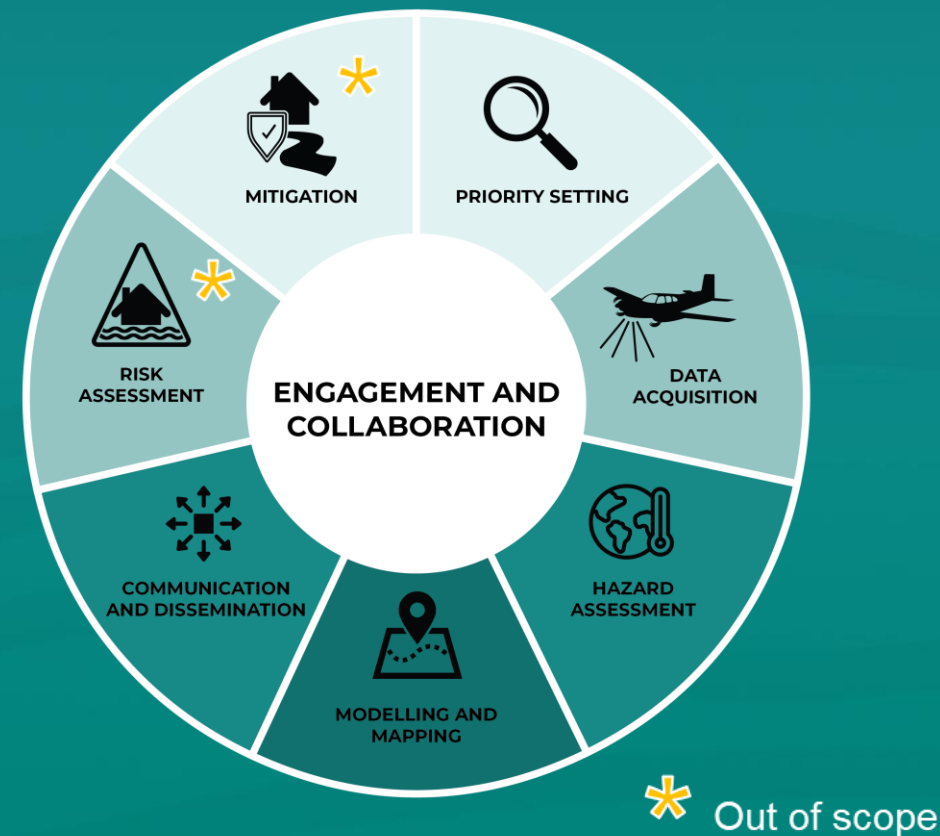 MITIGATION
PRIORITY SETTING
RISK
ASSESSMENT
DATA
ACQUISITION
ENGAGEMENT AND
COLLABORATION
COMMUNICATION
AND DISSEMINATION
HAZARD
ASSESSMENT
MODELLING AND
MAPPING
* Out of scope